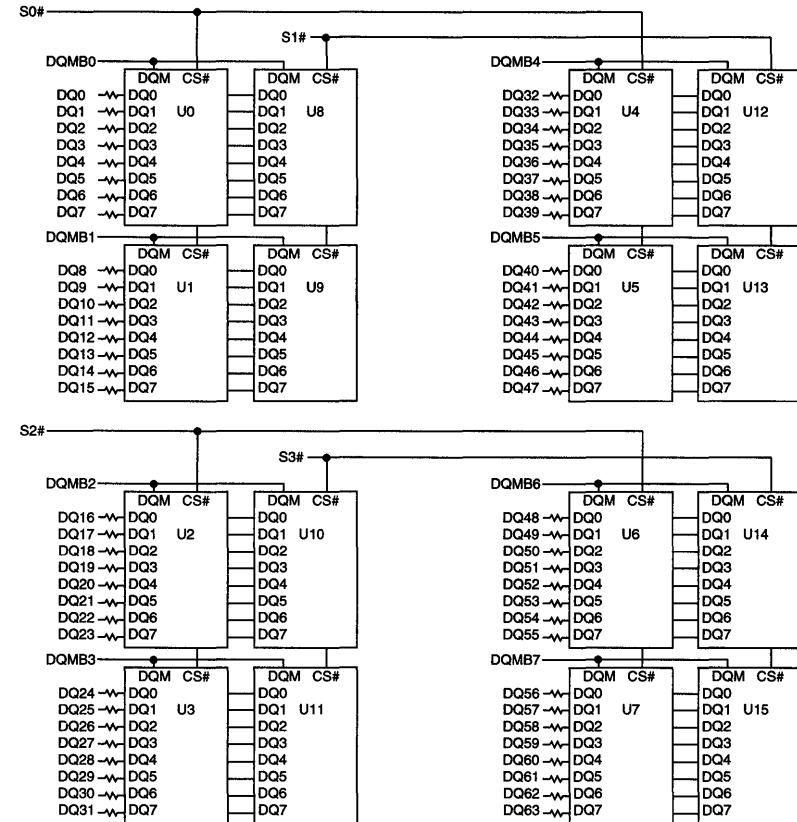 S0#
S1#
DQMB0 DQMB4
DQM CS# DQM CS# DQM CS# DQM CS#
DQ0 DQ0 DQ0 DQ32 DQ0 DQ0
DQ1 DQ1 U0 DQ1 U8 DQ33 DQ1 U4 DQ1 U12
DQ2 DQ2 DQ2 DQ34 DQ2 DQ2
DQ3 DQ3 DQ3 DQ35 DQ3 DQ3
DQ4 DQ4 DQ4 DQ36 DQ4 DQ4
DQ5 DQ5 DQ5 DQ37 DQ5 DQ5
DQ6 DQ6 DQ6 DQ38 DQ6 DQ6
DQ7 DQ7 DQ7 DQ39 DQ7 DQ7
DQMB1 DQMB5
DQM CS# DQM CS# DQM CS# DQM CS#
DQ8 DQ0 DQ0 DQ40 DQ0 DQ0
DQ9 DQ1 U1 DQ1 U9 DQ41 DQ1 U5 DQ1 U13
DQ10 DQ2 DQ2 DQ42 DQ2 DQ2
DQ11 DQ3 DQ3 DQ43 DQ3 DQ3
DQ12 DQ4 DQ4 DQ44 DQ4 DQ4
DQ13 DQ5 DQ5 DQ45 DQ5 DQ5
DQ14 DQ6 DQ6 DQ46 DQ6 DQ6
DQ15 DQ7 DQ7 DQ47 DQ7 DQ7
S2#
S3#
DQMB2 DQMB6
DQM CS# DQM CS# DQM CS# DQM CS#
DQ16 DQ0 DQ0 DQ48 DQ0 DQ0
DQ17 DQ1 U2 DQ1 U10 DQ49 DQ1 U6 DQ1 U14
DQ18 DQ2 DQ2 DQ50 DQ2 DQ2
DQ19 DQ3 DQ3 DQ51 DQ3 DQ3
DQ20 DQ4 DQ4 DQ52 DQ4 DQ4
DQ21 DQ5 DQ5 DQ53 DQ5 DQ5
DQ22 DQ6 DQ6 DQ54 DQ6 DQ6
DQ23 DQ7 DQ7 DQ55 DQ7 DQ7
DQMB3 DQMB7
DQM CS# DQM CS# DQM CS# DQM CS#
DQ24 DQ0 DQ0 DQ56 DQ0 DQ0
DQ25 DQ1 U3 DQ1 U11 DQ57 DQ1 U7 DQ1 U15
DQ26 DQ2 DQ2 DQ58 DQ2 DQ2
DQ27 DQ3 DQ3 DQ59 DQ3 DQ3
DQ28 DQ4 DQ4 DQ60 DQ4 DQ4
DQ29 DQ5 DQ5 DQ61 DQ5 DQ5
DQ30 DQ6 DQ6 DQ62 DQ6 DQ6
DQ31 DQ7 DQ7 DQ63 DQ7 DQ7